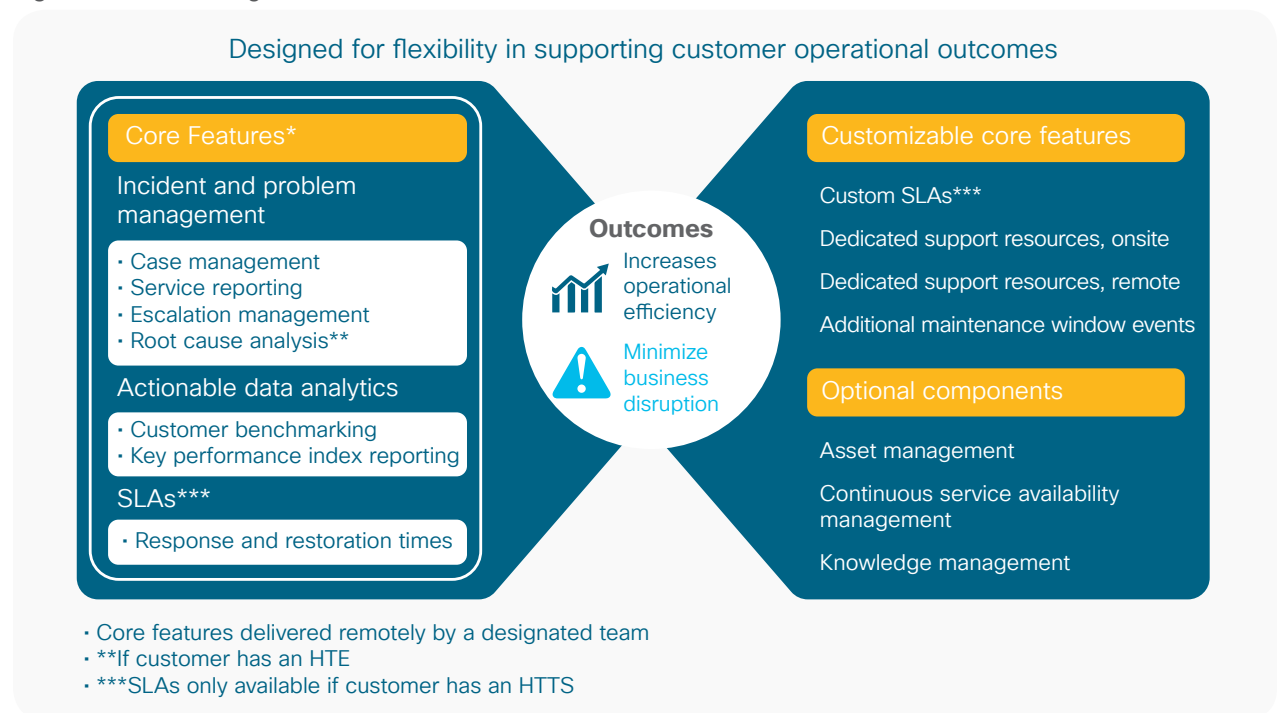 Designed for flexibility in supporting customer operational outcomes
Core Features*
Incident and problem
management
· Case management
· Service reporting
· Escalation management
· Root cause analysis**
Actionable data analytics
· Customer benchmarking
· Key performance index reporting
SLAs***
· Response and restoration times
Outcomes
Increases
operational
efficiency
Minimize
business
disruption
Customizable core features
Custom SLAs***
Dedicated support resources, onsite
Dedicated support resources, remote
Additional maintenance window events
Optional components
Asset management
Continuous service availability
management
Knowledge management
· Core features delivered remotely by a designated team
· **If customer has an HTE
· ***SLAs only available if customer has an HTTS